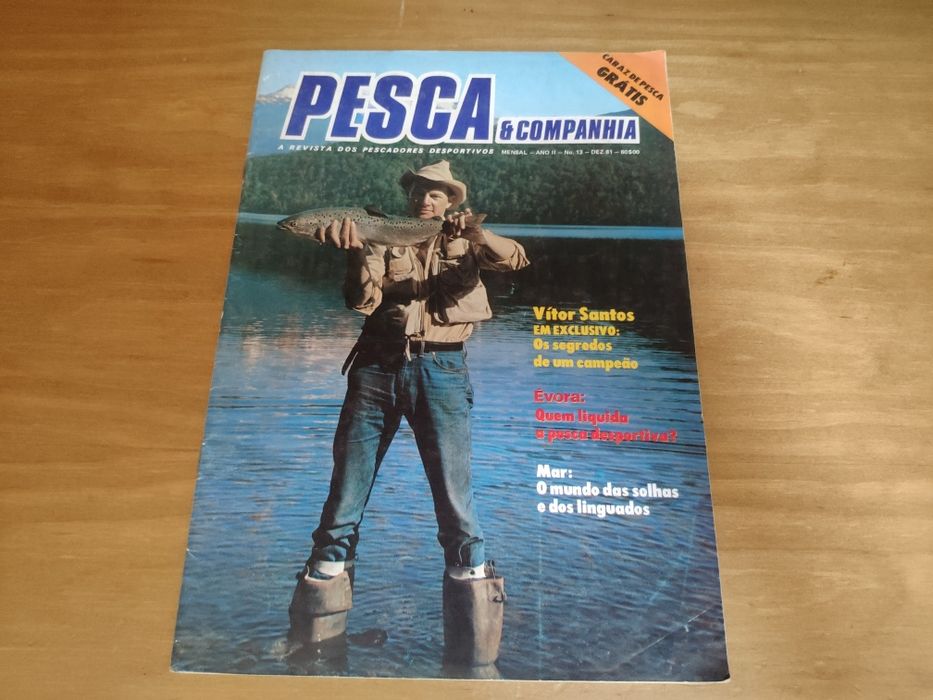 CABAZ DE PESCA
GRÁTIS
PESCA
& COMPANHIA
A REVISTA DOS PESCADORES DESPORTIVOS MENSAL — ANO II — No. 13 — DEZ. 81 — 60$00
Vítor Santos
EM EXCLUSIVO:
Os segredos
de um campeão
Évora:
Quem liquida
a pesca desportiva?
Mar:
O mundo das solhas
e dos linguados